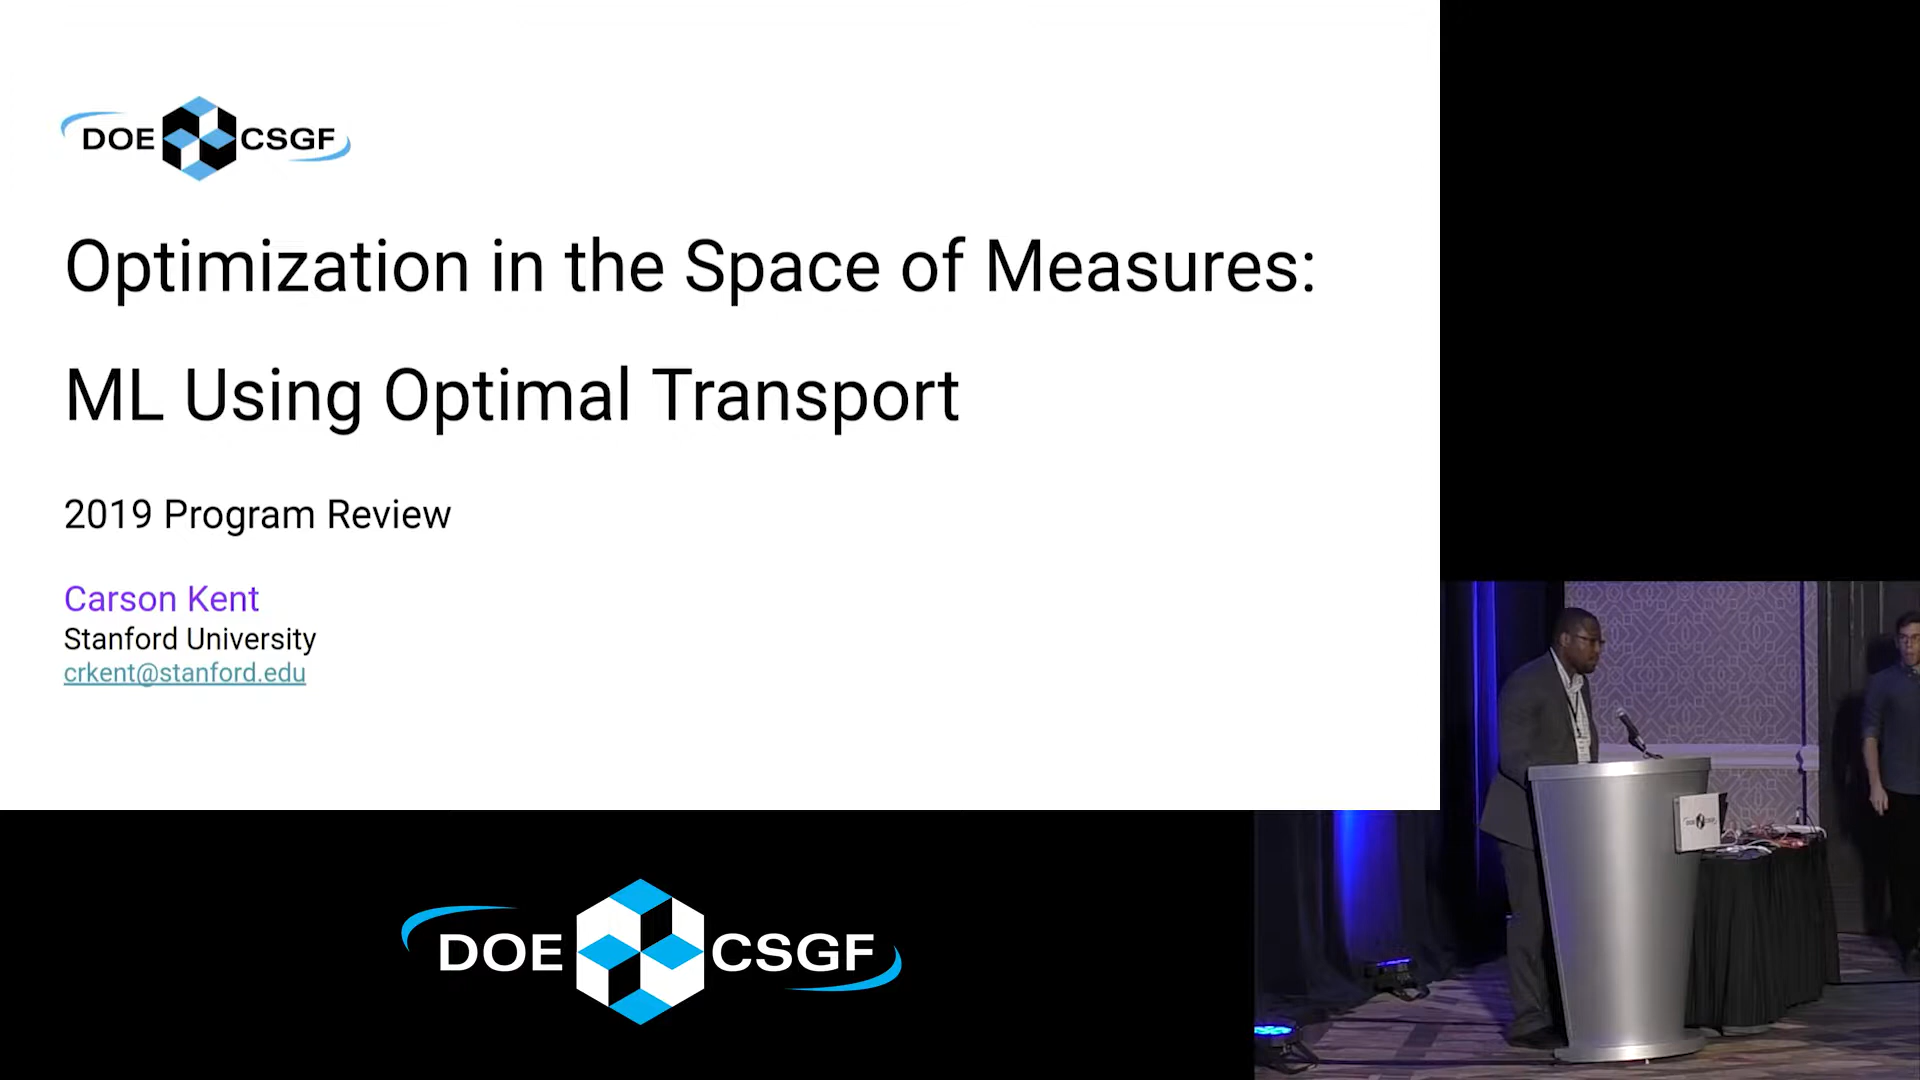 DOE CSGF
Optimization in the Space of Measures:
ML Using Optimal Transport
2019 Program Review
Carson Kent
Stanford University
crkent@stanford.edu
DOE CSGF